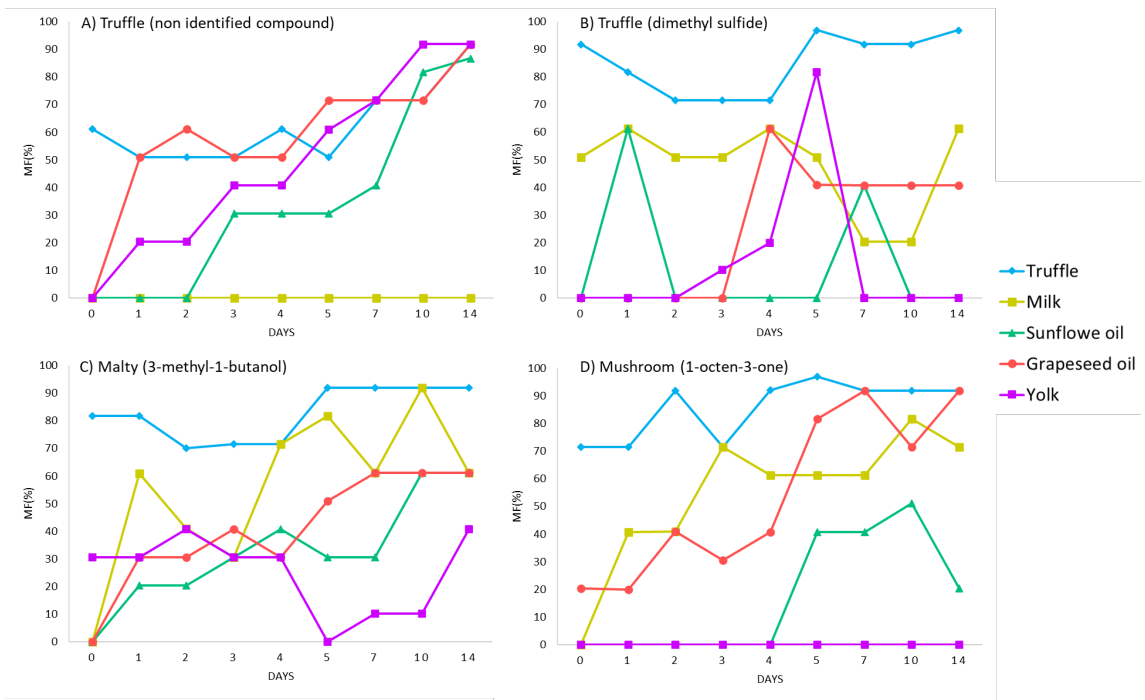 A) Truffle (non identified compound)
100
90
80
70
60
50
40
30
20
10
0
MF(%)
0 1 2 3 4 5 7 10 14
DAYS
B) Truffle (dimethyl sulfide)
100
90
80
70
60
50
40
30
20
10
0
MF(%)
0 1 2 3 4 5 7 10 14
DAYS
C) Malty (3-methyl-1-butanol)
100
90
80
70
60
50
40
30
20
10
0
MF(%)
0 1 2 3 4 5 7 10 14
DAYS
D) Mushroom (1-octen-3-one)
100
90
80
70
60
50
40
30
20
10
0
MF(%)
0 1 2 3 4 5 7 10 14
DAYS
Truffle
Milk
Sunflowe oil
Grapeseed oil
Yolk